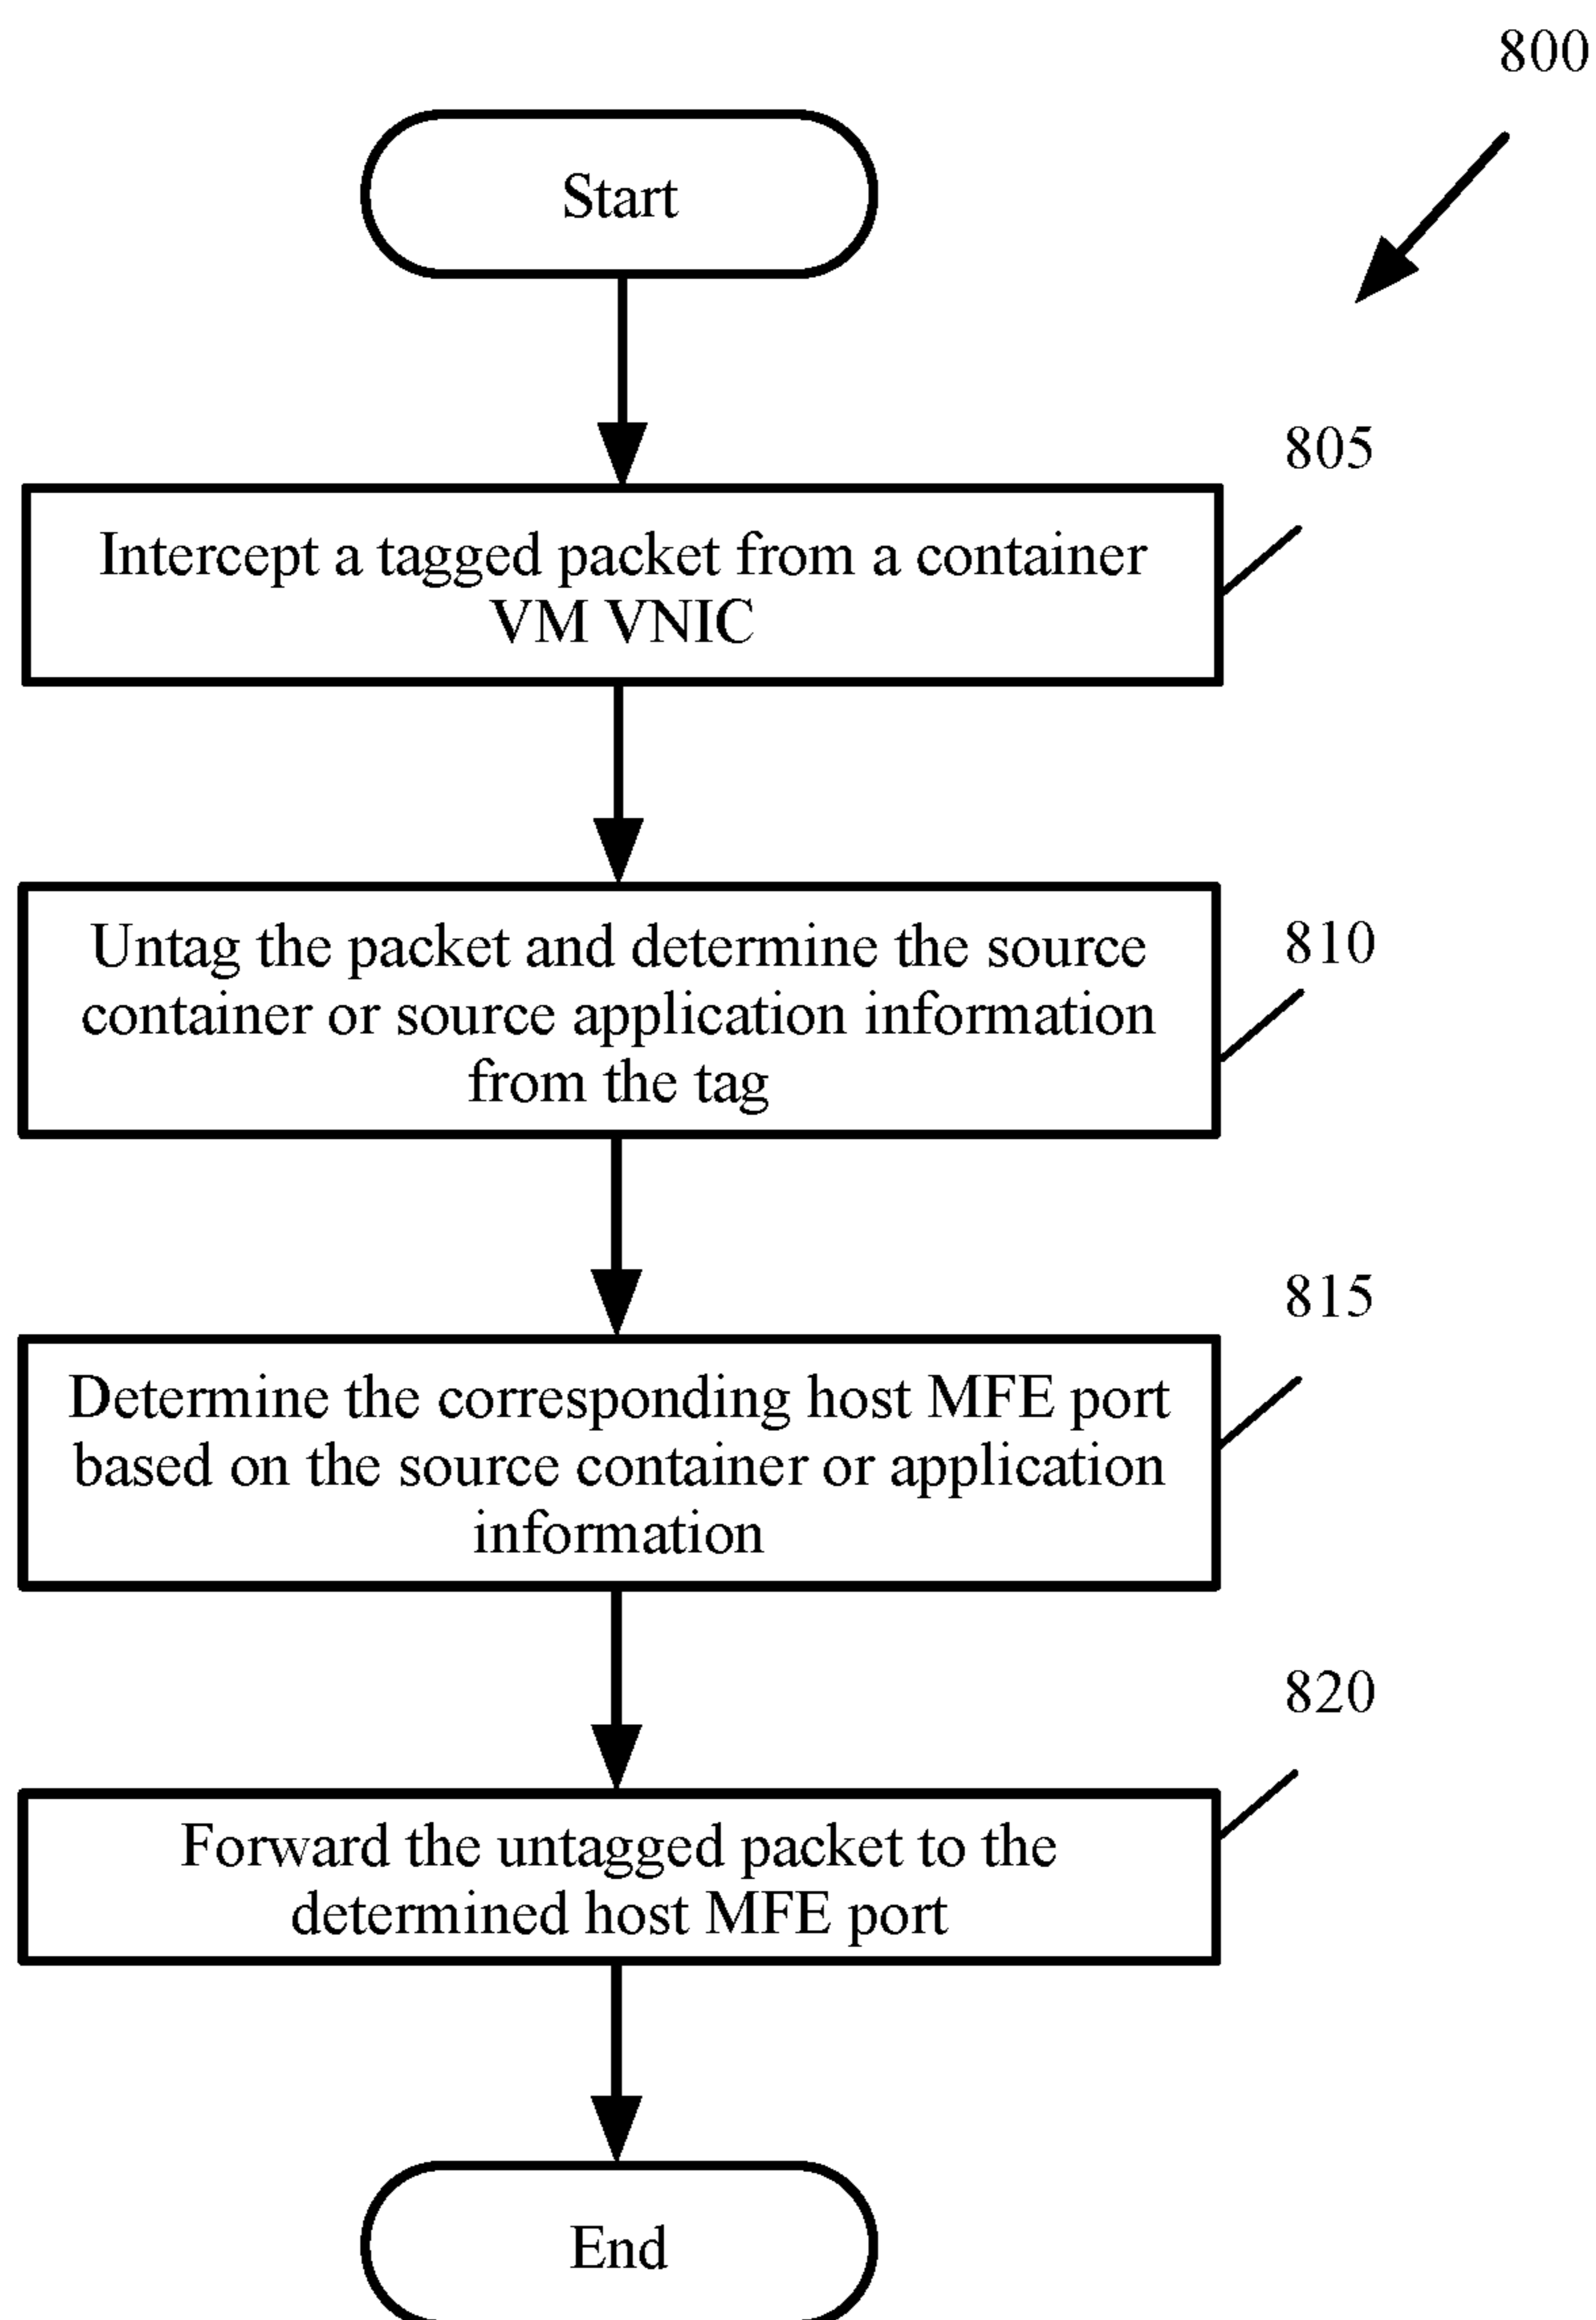 800
Start
805
Intercept a tagged packet from a container
VM VNIC
810
Untag the packet and determine the source
container or source application information
from the tag
815
Determine the corresponding host MFE port
based on the source container or application
information
820
Forward the untagged packet to the
determined host MFE port
End